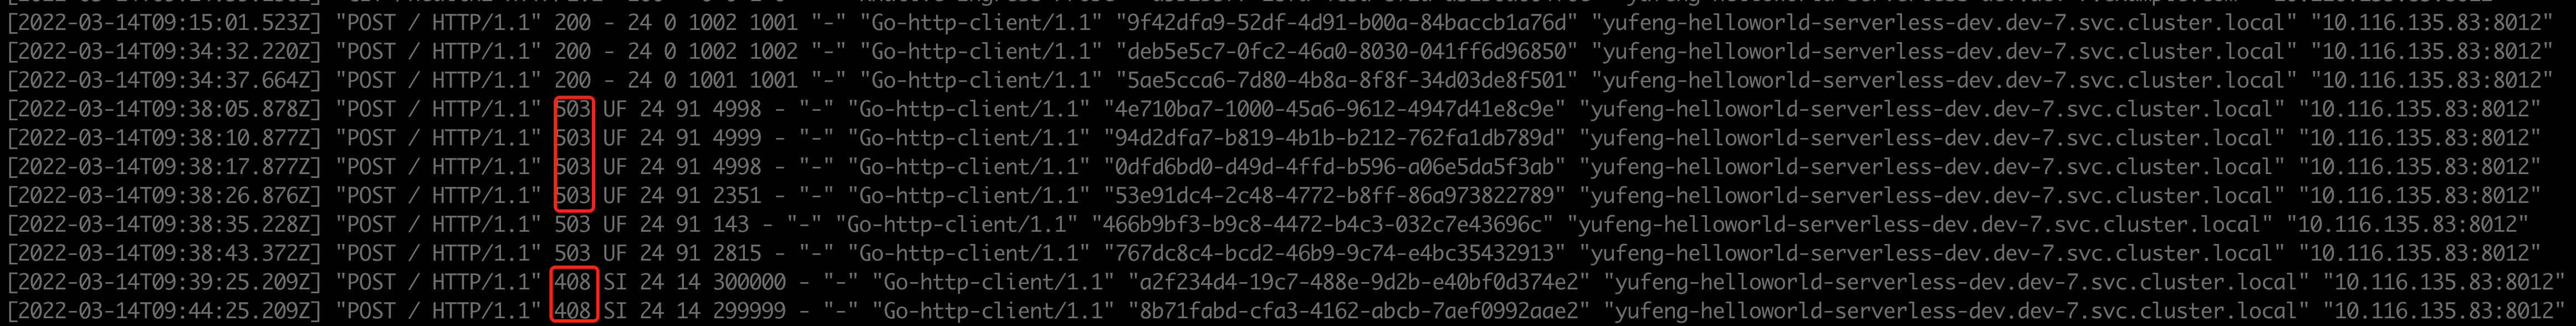 [2022-03-14T09:15:01.523Z] "POST / HTTP/1.1" 200 - 24 0 1002 1001 "-" "Go-http-client/1.1" "9f42dfa9-52df-4d91-b00a-84baccb1a76d" "yufeng-helloworld-serverless-dev.dev-7.svc.cluster.local" "10.116.135.83:8012"
[2022-03-14T09:34:32.220Z] "POST / HTTP/1.1" 200 - 24 0 1002 1002 "-" "Go-http-client/1.1" "deb5e5c7-0fc2-46a0-8030-041ff6d96850" "yufeng-helloworld-serverless-dev.dev-7.svc.cluster.local" "10.116.135.83:8012"
[2022-03-14T09:34:37.664Z] "POST / HTTP/1.1" 200 - 24 0 1001 1001 "-" "Go-http-client/1.1" "5ae5cca6-7d80-4b8a-8f8f-34d03de8f501" "yufeng-helloworld-serverless-dev.dev-7.svc.cluster.local" "10.116.135.83:8012"
[2022-03-14T09:38:05.878Z] "POST / HTTP/1.1" 503 UF 24 91 4998 - "-" "Go-http-client/1.1" "4e710ba7-1000-45a6-9612-4947d41e8c9e" "yufeng-helloworld-serverless-dev.dev-7.svc.cluster.local" "10.116.135.83:8012"
[2022-03-14T09:38:10.877Z] "POST / HTTP/1.1" 503 UF 24 91 4999 - "-" "Go-http-client/1.1" "94d2dfa7-b819-4b1b-b212-762fa1db789d" "yufeng-helloworld-serverless-dev.dev-7.svc.cluster.local" "10.116.135.83:8012"
[2022-03-14T09:38:17.877Z] "POST / HTTP/1.1" 503 UF 24 91 4998 - "-" "Go-http-client/1.1" "0dfd6bd0-d49d-4ffd-b596-a06e5da5f3ab" "yufeng-helloworld-serverless-dev.dev-7.svc.cluster.local" "10.116.135.83:8012"
[2022-03-14T09:38:26.876Z] "POST / HTTP/1.1" 503 UF 24 91 2351 - "-" "Go-http-client/1.1" "53e91dc4-2c48-4772-b8ff-86a973822789" "yufeng-helloworld-serverless-dev.dev-7.svc.cluster.local" "10.116.135.83:8012"
[2022-03-14T09:38:35.228Z] "POST / HTTP/1.1" 503 UF 24 91 143 - "-" "Go-http-client/1.1" "466b9bf3-b9c8-4472-b4c3-032c7e43696c" "yufeng-helloworld-serverless-dev.dev-7.svc.cluster.local" "10.116.135.83:8012"
[2022-03-14T09:38:43.372Z] "POST / HTTP/1.1" 503 UF 24 91 2815 - "-" "Go-http-client/1.1" "767dc8c4-bcd2-46b9-9c74-e4bc35432913" "yufeng-helloworld-serverless-dev.dev-7.svc.cluster.local" "10.116.135.83:8012"
[2022-03-14T09:39:25.209Z] "POST / HTTP/1.1" 408 SI 24 14 300000 - "-" "Go-http-client/1.1" "a2f234d4-19c7-488e-9d2b-e40bf0d374e2" "yufeng-helloworld-serverless-dev.dev-7.svc.cluster.local" "10.116.135.83:8012"
[2022-03-14T09:44:25.209Z] "POST / HTTP/1.1" 408 SI 24 14 299999 - "-" "Go-http-client/1.1" "8b71fabd-cfa3-4162-abcb-7aef0992aae2" "yufeng-helloworld-serverless-dev.dev-7.svc.cluster.local" "10.116.135.83:8012"